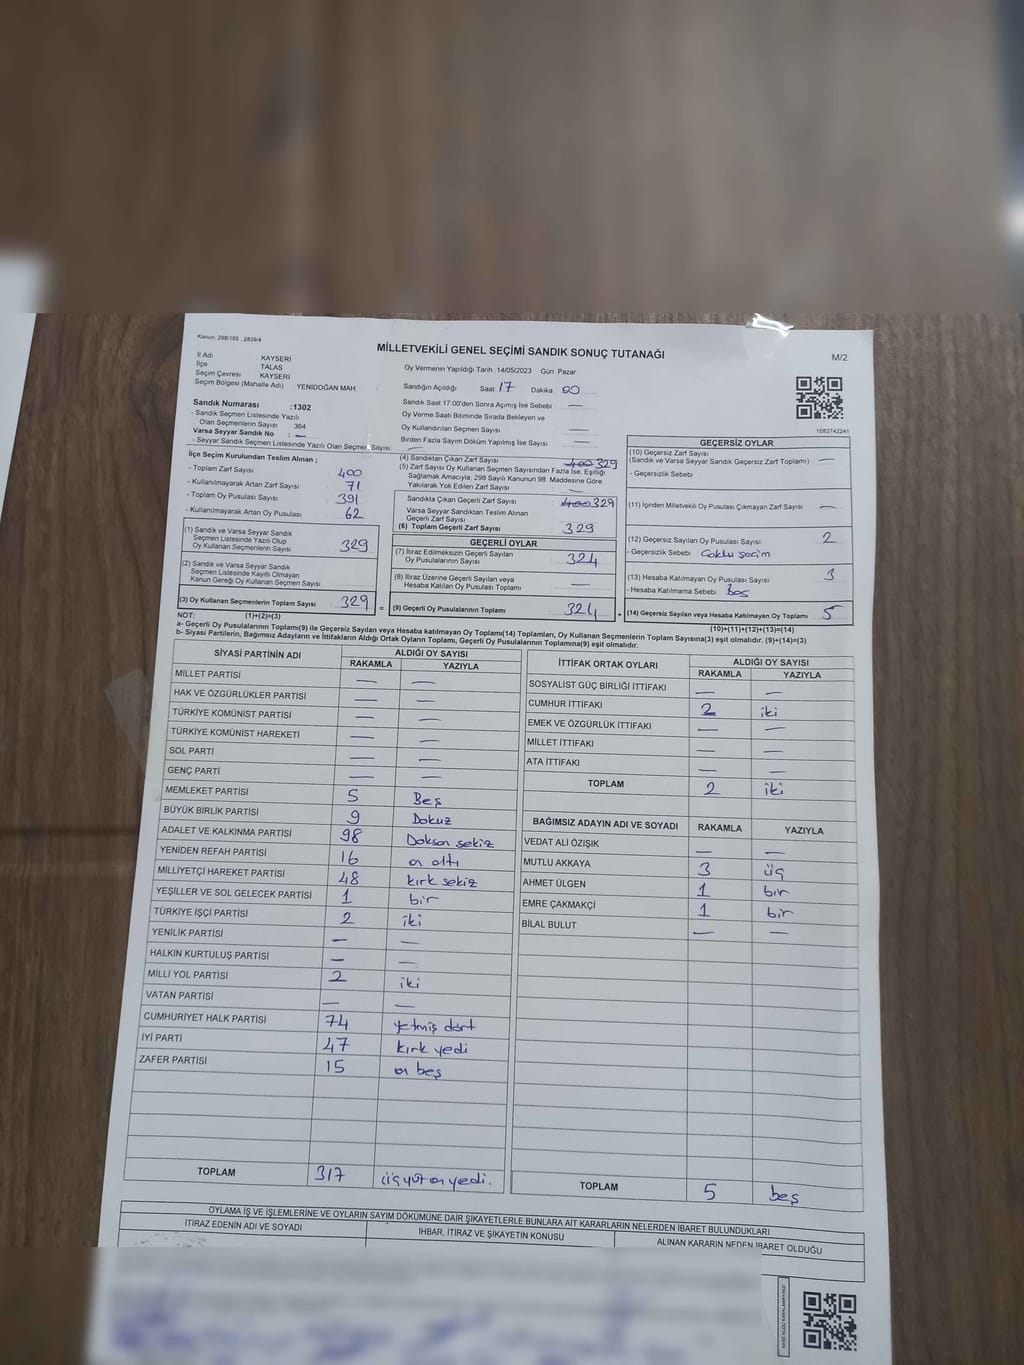 Kanun: 298/105 , 2839/4
MİLLETVEKİLİ GENEL SEÇİMİ SANDIK SONUÇ TUTANAĞI
M/2
İl Adı KAYSERİ
İlçe TALAS
Seçim Çevresi KAYSERİ
Seçim Bölgesi (Mahalle Adı) YENİDOĞAN MAH.
Oy Vermenin Yapıldığı Tarih :14/05/2023 Gün: Pazar
Sandığın Açıldığı Saat 17 Dakika : 00
Sandık Saat 17:00'den Sonra Açımış İse Sebebi —
Oy Verme Saati Bitiminde Sırada Bekleyen ve
Oy Kullandırılan Seçmen Sayısı —
Birden Fazla Sayım Döküm Yapılmış İse Sayısı —
1083742241
Sandık Numarası :1302
- Sandık Seçmen Listesinde Yazılı
Olan Seçmenlerin Sayısı 364
Varsa Seyyar Sandık No : —
- Seyyar Sandık Seçmen Listesinde Yazılı Olan Seçmen Sayısı
İlçe Seçim Kurulundan Teslim Alınan ;
- Toplam Zarf Sayısı 400
- Kullanılmayarak Artan Zarf Sayısı 71
- Toplam Oy Pusulası Sayısı 391
- Kullanılmayarak Artan Oy Pusulası 62
(1) Sandık ve Varsa Seyyar Sandık
Seçmen Listesinde Yazılı Olup
Oy Kullanan Seçmenlerin Sayısı 329
(2) Sandık ve Varsa Seyyar Sandık
Seçmen Listesinde Kayıtlı Olmayan
Kanun Gereği Oy Kullanan Seçmen Sayısı
(3) Oy Kullanan Seçmenlerin Toplam Sayısı 329
(1)+(2)=(3)
(4) Sandıktan Çıkan Zarf Sayısı 400 329
(5) Zarf Sayısı Oy Kullanan Seçmen Sayısından Fazla İse, Eşitliği
Sağlamak Amacıyla, 298 Sayılı Kanunun 98. Maddesine Göre
Yakılarak Yok Edilen Zarf Sayısı —
Sandıkta Çıkan Geçerli Zarf Sayısı 400 329
Varsa Seyyar Sandıktan Teslim Alınan
Geçerli Zarf Sayısı
(6) Toplam Geçerli Zarf Sayısı 329
GEÇERLİ OYLAR
(7) İtiraz Edilmeksizin Geçerli Sayılan
Oy Pusulalarının Sayısı 324
(8) İtiraz Üzerine Geçerli Sayılan veya
Hesaba Katılan Oy Pusulası Toplamı —
= (9) Geçerli Oy Pusulalarının Toplamı 324 +
GEÇERSİZ OYLAR
(10) Geçersiz Zarf Sayısı
(Sandık ve Varsa Seyyar Sandık Geçersiz Zarf Toplamı) —
- Geçersizlik Sebebi
(11) İçinden Milletvekili Oy Pusulası Çıkmayan Zarf Sayısı —
(12) Geçersiz Sayılan Oy Pusulası Sayısı 2
- Geçersizlik Sebebi Çoklu seçim
(13) Hesaba Katılmayan Oy Pusulası Sayısı 3
- Hesaba Katılmama Sebebi Boş
(14) Geçersiz Sayılan veya Hesaba Katılmayan Oy Toplamı 5
(10)+(11)+(12)+(13)=(14)
NOT:
a- Geçerli Oy Pusulalarının Toplamı(9) ile Geçersiz Sayılan veya Hesaba katılmayan Oy Toplamı(14) Toplamları, Oy Kullanan Seçmenlerin Toplam Sayısına(3) eşit olmalıdır. (9)+(14)=(3)
b- Siyasi Partilerin, Bağımsız Adayların ve İttifakların Aldığı Ortak Oyların Toplamı, Geçerli Oy Pusulalarının Toplamına(9) eşit olmalıdır.
SİYASİ PARTİNİN ADI ALDIĞI OY SAYISI
RAKAMLA YAZIYLA
MİLLET PARTİSİ — —
HAK VE ÖZGÜRLÜKLER PARTİSİ — —
TÜRKİYE KOMÜNİST PARTİSİ — —
TÜRKİYE KOMÜNİST HAREKETİ — —
SOL PARTİ — —
GENÇ PARTİ — —
MEMLEKET PARTİSİ 5 Beş
BÜYÜK BİRLİK PARTİSİ 9 Dokuz
ADALET VE KALKINMA PARTİSİ 98 Doksan sekiz
YENİDEN REFAH PARTİSİ 16 on altı
MİLLİYETÇİ HAREKET PARTİSİ 48 kırk sekiz
YEŞİLLER VE SOL GELECEK PARTİSİ 1 bir
TÜRKİYE İŞÇİ PARTİSİ 2 iki
YENİLİK PARTİSİ — —
HALKIN KURTULUŞ PARTİSİ — —
MİLLİ YOL PARTİSİ 2 iki
VATAN PARTİSİ — —
CUMHURİYET HALK PARTİSİ 74 yetmiş dört
İYİ PARTİ 47 kırk yedi
ZAFER PARTİSİ 15 on beş
TOPLAM 317 üçyüz on yedi.
İTTİFAK ORTAK OYLARI ALDIĞI OY SAYISI
RAKAMLA YAZIYLA
SOSYALİST GÜÇ BİRLİĞİ İTTİFAKI — —
CUMHUR İTTİFAKI 2 iki
EMEK VE ÖZGÜRLÜK İTTİFAKI — —
MİLLET İTTİFAKI — —
ATA İTTİFAKI — —
TOPLAM 2 iki
BAĞIMSIZ ADAYIN ADI VE SOYADI RAKAMLA YAZIYLA
VEDAT ALİ ÖZIŞIK — —
MUTLU AKKAYA 3 üç
AHMET ÜLGEN 1 bir
EMRE ÇAKMAKÇİ 1 bir
BİLAL BULUT — —
TOPLAM 5 beş
OYLAMA İŞ VE İŞLEMLERİNE VE OYLARIN SAYIM DÖKÜMÜNE DAİR ŞİKAYETLERLE BUNLARA AİT KARARLARIN NELERDEN İBARET BULUNDUKLARI
İTİRAZ EDENİN ADI VE SOYADI İHBAR, İTİRAZ VE ŞİKAYETİN KONUSU ALINAN KARARIN NEDEN İBARET OLDUĞU